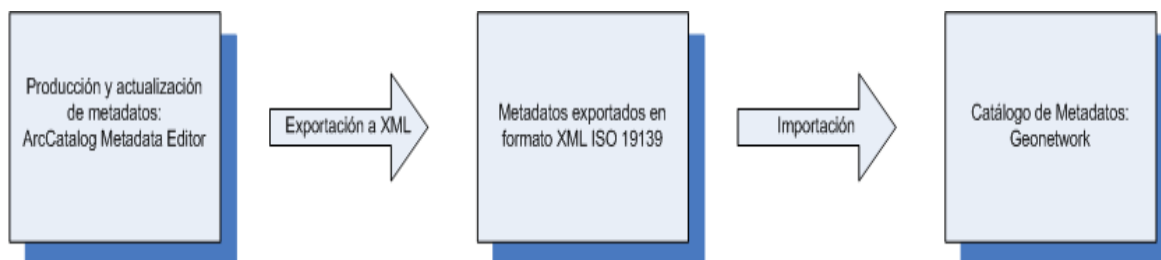 Producción y actualización
de metadatos:
ArcCatalog Metadata Editor
Exportación a XML
Metadatos exportados en
formato XML ISO 19139
Importación
Catálogo de Metadatos:
Geonetwork